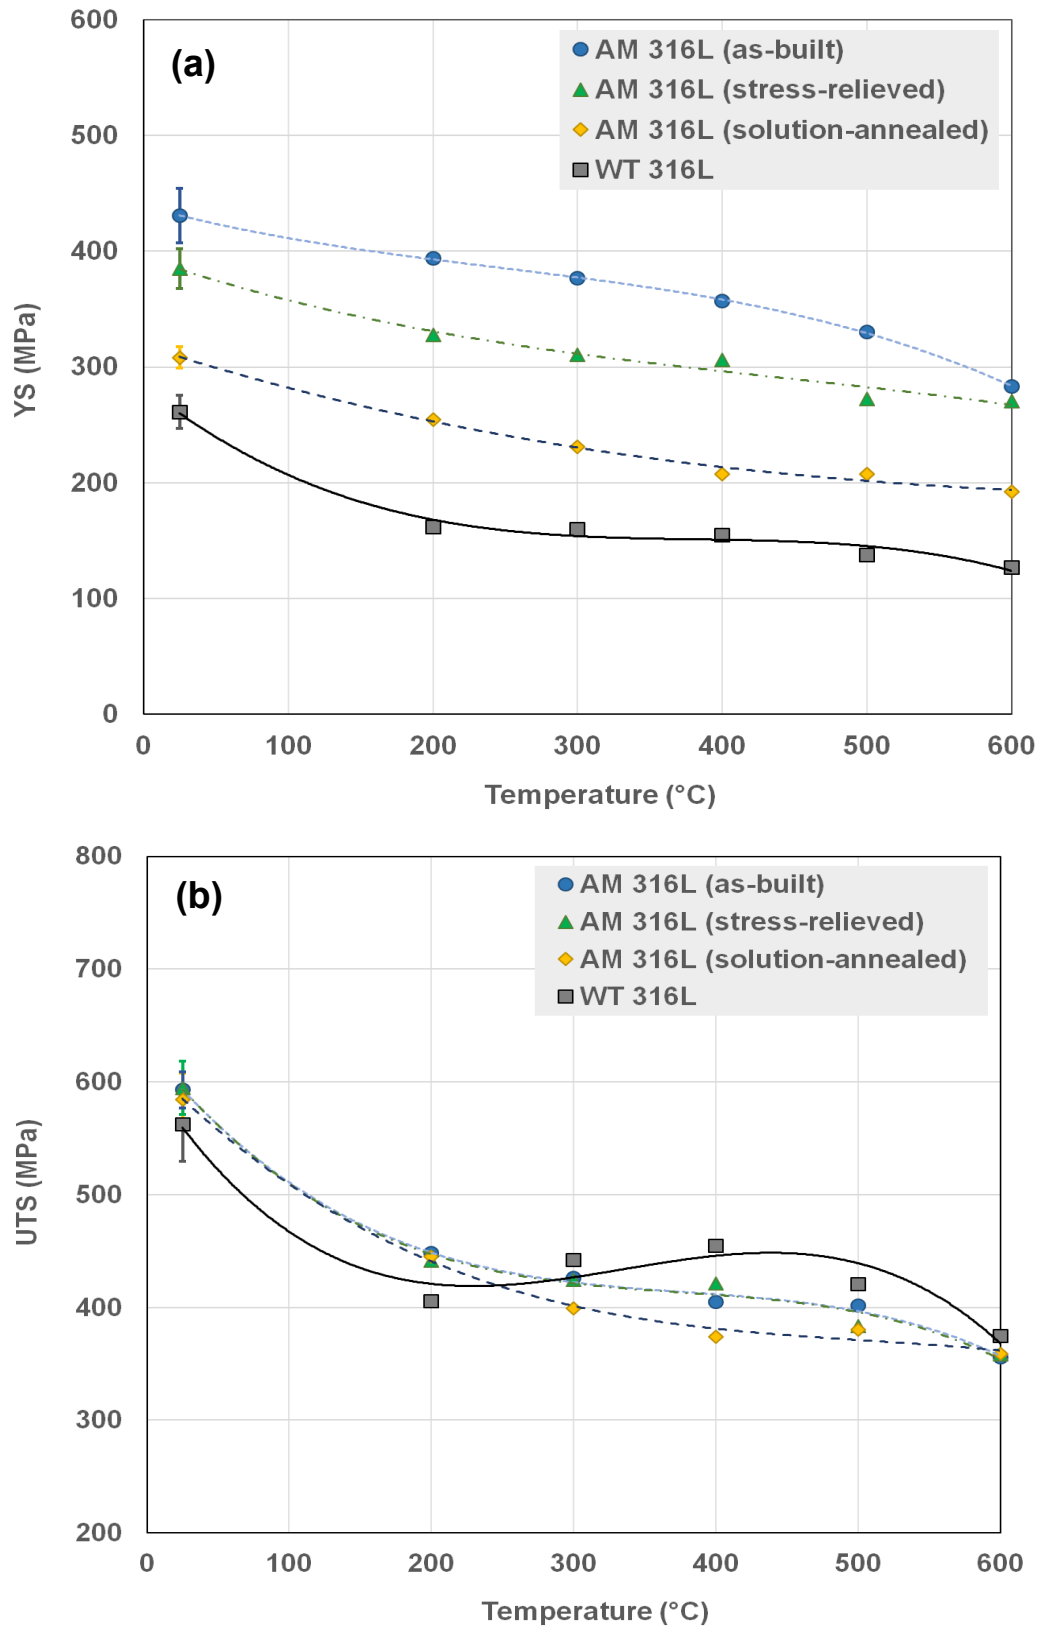 600
(a)
AM 316L (as-built)
AM 316L (stress-relieved)
AM 316L (solution-annealed)
WT 316L
500
400
300
200
100
0
YS (MPa)
0 100 200 300 400 500 600
Temperature (°C)
800
(b)
AM 316L (as-built)
AM 316L (stress-relieved)
AM 316L (solution-annealed)
WT 316L
700
600
500
400
300
200
UTS (MPa)
0 100 200 300 400 500 600
Temperature (°C)